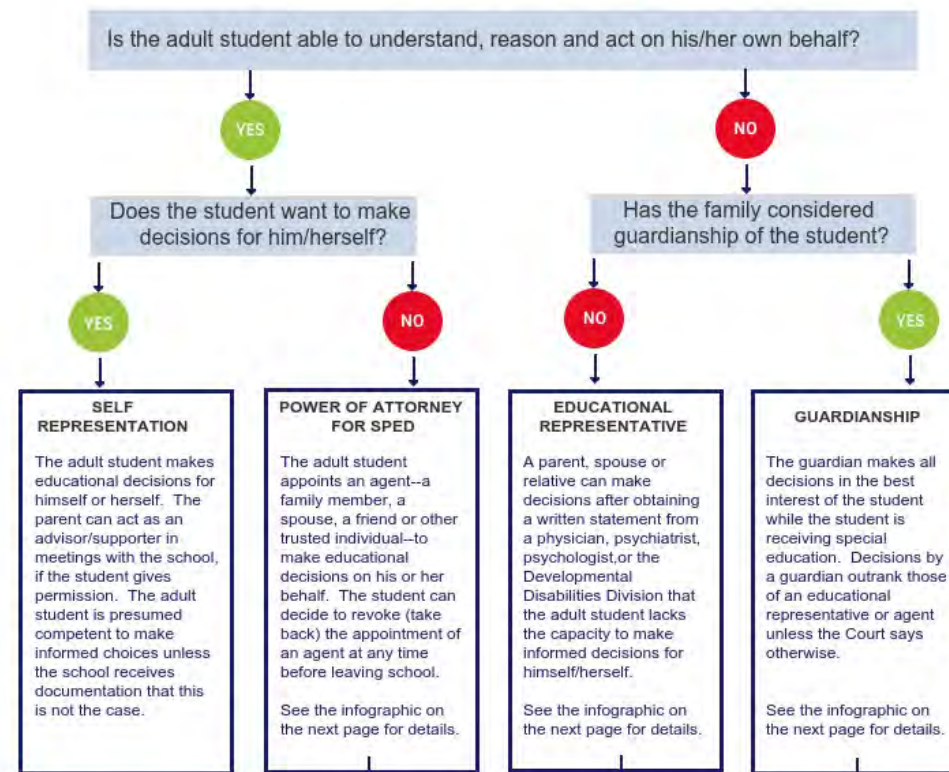 Is the adult student able to understand, reason and act on his/her own behalf?
YES
NO
Does the student want to make
decisions for him/herself?
Has the family considered
guardianship of the student?
YES
NO
NO
YES
SELF
REPRESENTATION
The adult student makes
educational decisions for
himself or herself. The
parent can act as an
advisor/supporter in
meetings with the school,
if the student gives
permission. The adult
student is presumed
competent to make
informed choices unless
the school receives
documentation that this
is not the case.
POWER OF ATTORNEY
FOR SPED
The adult student
appoints an agent--a
family member, a
spouse, a friend or other
trusted individual--to
make educational
decisions on his or her
behalf. The student can
decide to revoke (take
back) the appointment of
an agent at any time
before leaving school.
See the infographic on
the next page for details.
EDUCATIONAL
REPRESENTATIVE
A parent, spouse or
relative can make
decisions after obtaining
a written statement from
a physician, psychiatrist,
psychologist,or the
Developmental
Disabilities Division that
the adult student lacks
the capacity to make
informed decisions for
himself/herself.
See the infographic on
the next page for details.
GUARDIANSHIP
The guardian makes all
decisions in the best
interest of the student
while the student is
receiving special
education. Decisions by
a guardian outrank those
of an educational
representative or agent
unless the Court says
otherwise.
See the infographic on
the next page for details.